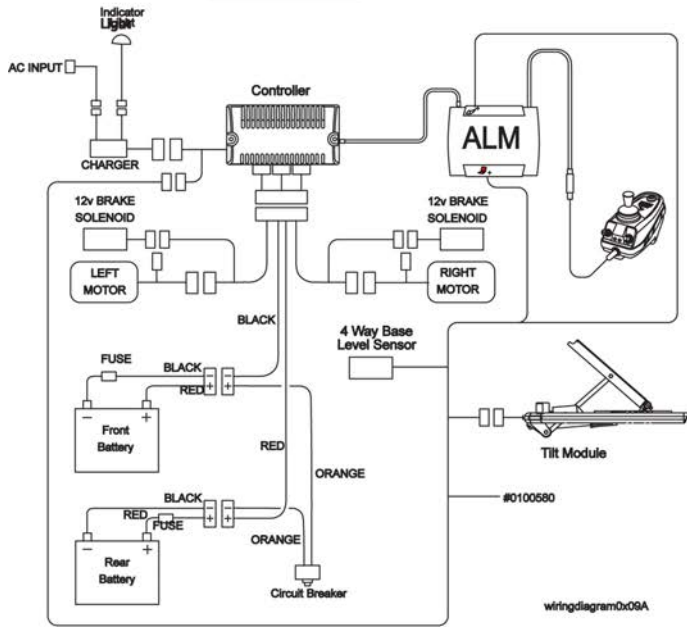 Indicator
Light
AC INPUT
CHARGER
Controller
ALM
12v BRAKE
SOLENOID
12v BRAKE
SOLENOID
LEFT
MOTOR
RIGHT
MOTOR
BLACK
4 Way Base
Level Sensor
FUSE
BLACK
RED
- +
- +
Front
Battery
RED
ORANGE
Tilt Module
BLACK
RED
FUSE
- +
- +
ORANGE
#0100580
Rear
Battery
Circuit Breaker
wiringdiagram0x09A